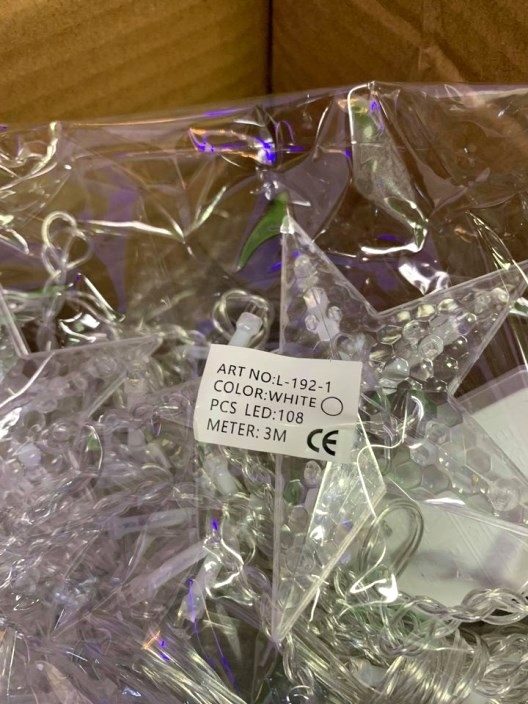 ART NO:L-192-1
COLOR:WHITE
PCS LED:108
METER: 3M CE